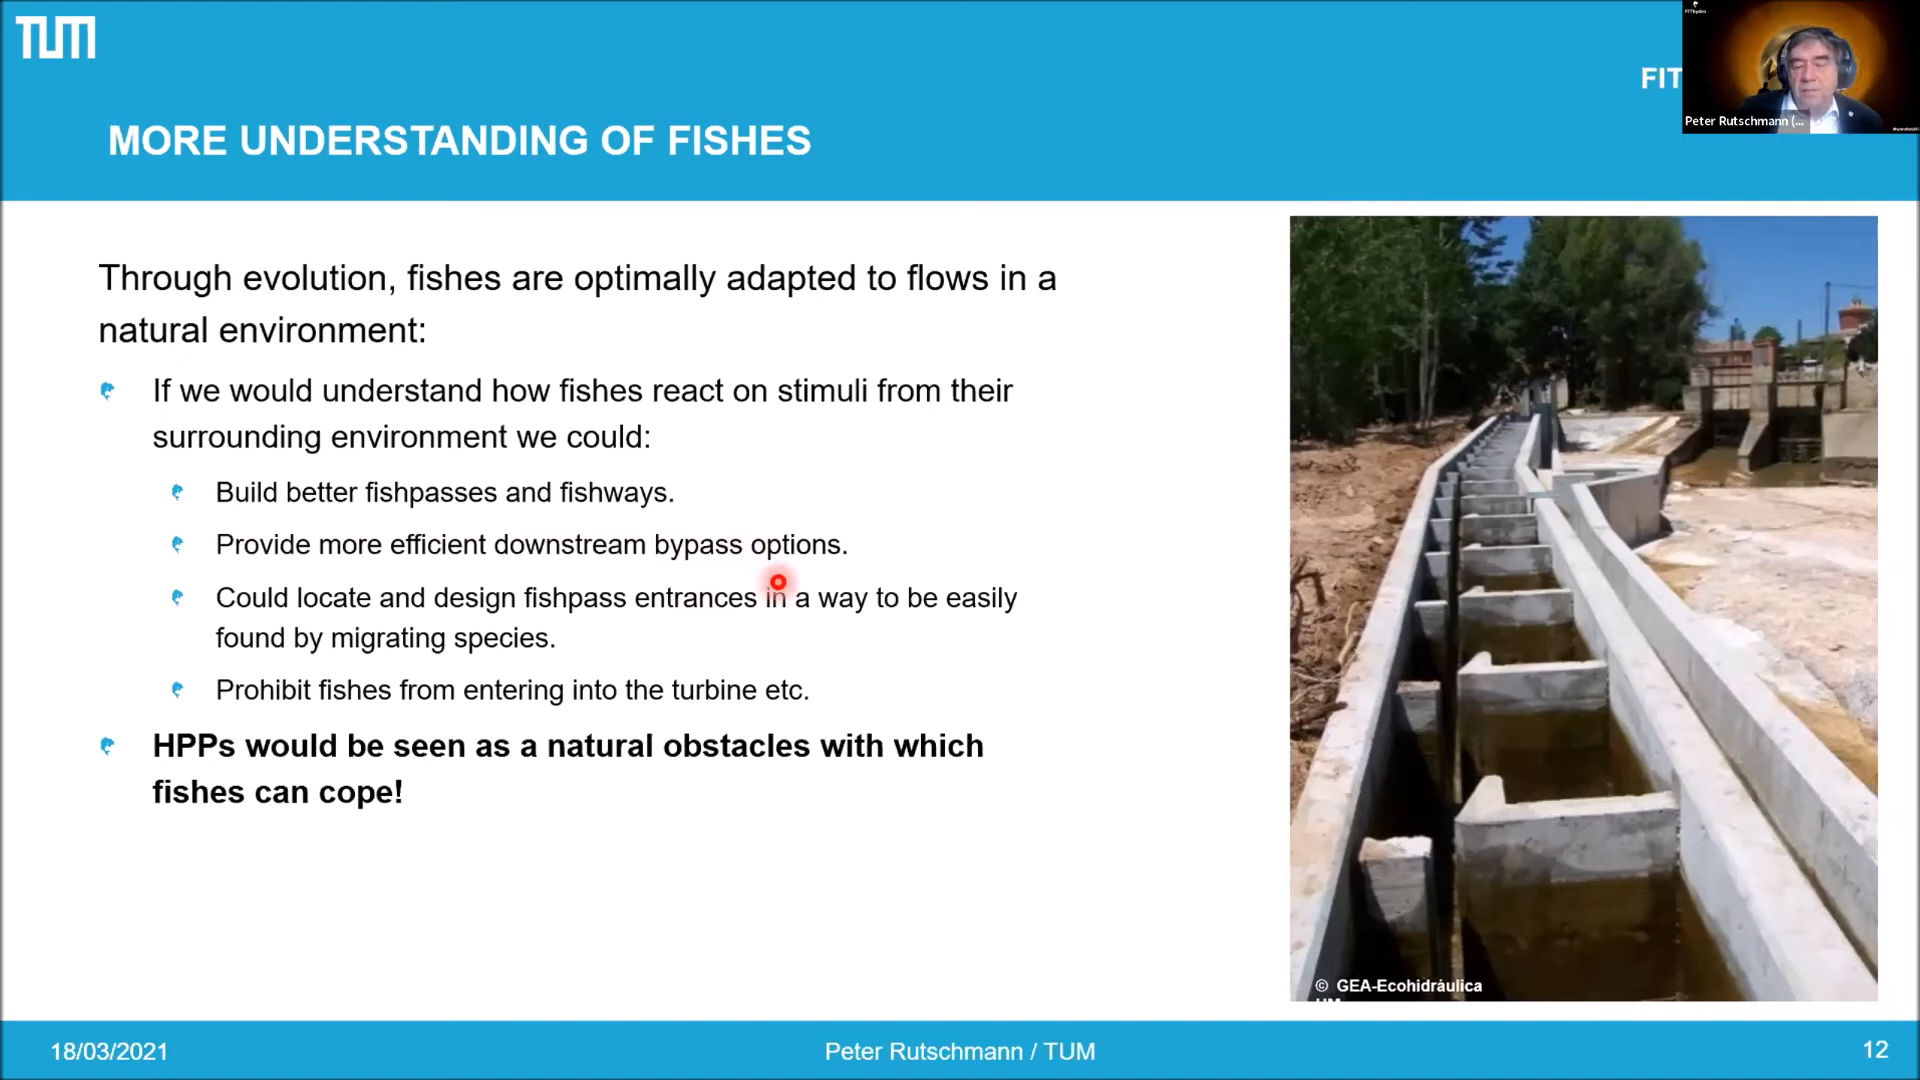 TUM
FIT
FIThydro
Peter Rutschmann (...
MORE UNDERSTANDING OF FISHES
Through evolution, fishes are optimally adapted to flows in a
natural environment:
If we would understand how fishes react on stimuli from their
surrounding environment we could:
Build better fishpasses and fishways.
Provide more efficient downstream bypass options.
Could locate and design fishpass entrances in a way to be easily
found by migrating species.
Prohibit fishes from entering into the turbine etc.
HPPs would be seen as a natural obstacles with which
fishes can cope!
© GEA-Ecohidráulica
18/03/2021
Peter Rutschmann / TUM
12